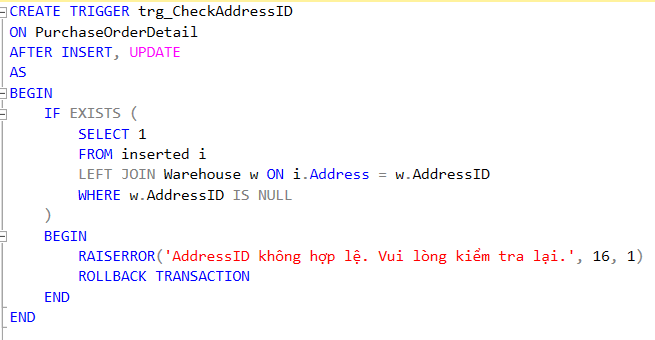 CREATE TRIGGER trg_CheckAddressID
ON PurchaseOrderDetail
AFTER INSERT, UPDATE
AS
BEGIN
    IF EXISTS (
        SELECT 1
        FROM inserted i
        LEFT JOIN Warehouse w ON i.Address = w.AddressID
        WHERE w.AddressID IS NULL
    )
    BEGIN
        RAISERROR('AddressID không hợp lệ. Vui lòng kiểm tra lại.', 16, 1)
        ROLLBACK TRANSACTION
    END
END